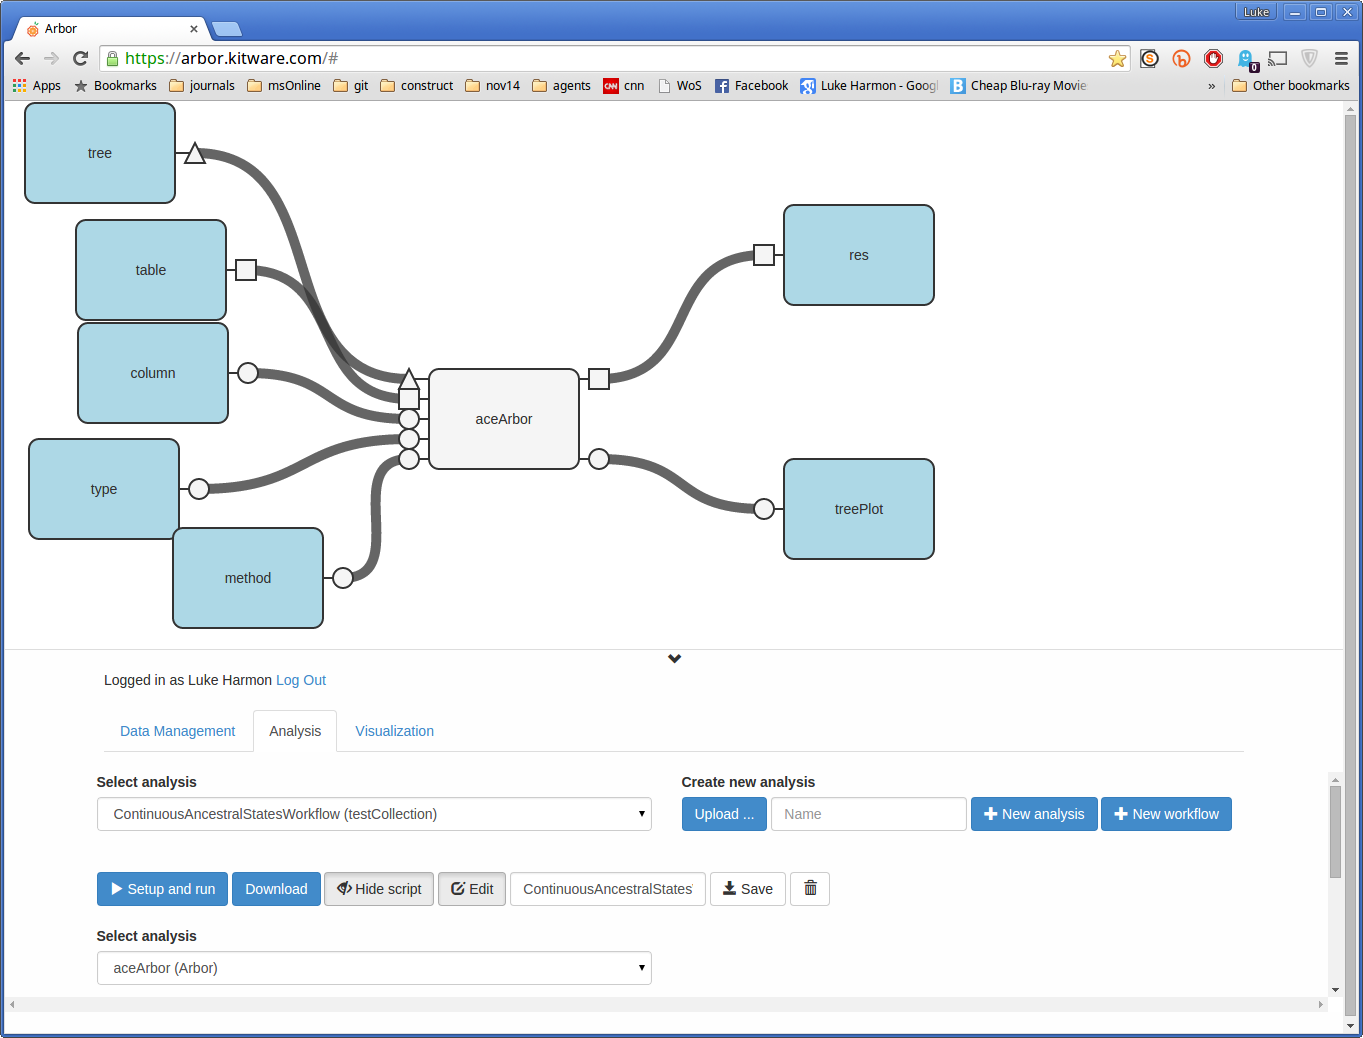 Luke
Arbor
https://arbor.kitware.com/#
Apps Bookmarks journals msOnline git construct nov14 agents cnn WoS Facebook Luke Harmon - Googl Cheap Blu-ray Movie » Other bookmarks
tree
table
res
column
aceArbor
type
treePlot
method
Logged in as Luke Harmon Log Out
Data Management Analysis Visualization
Select analysis Create new analysis
ContinuousAncestralStatesWorkflow (testCollection) Upload ... Name New analysis New workflow
Setup and run Download Hide script Edit ContinuousAncestralStates Save
Select analysis
aceArbor (Arbor)